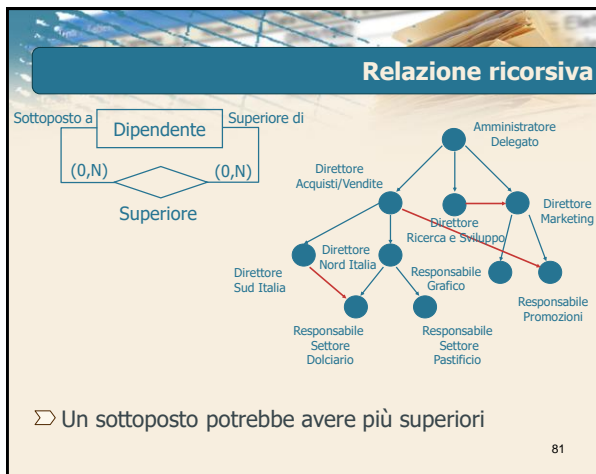 Relazione ricorsiva
Sottoposto a
Dipendente
Superiore di
(0,N)
(0,N)
Superiore
Amministratore
Delegato
Direttore
Acquisti/Vendite
Direttore
Ricerca e Sviluppo
Direttore
Marketing
Direttore
Sud Italia
Direttore
Nord Italia
Responsabile
Grafico
Responsabile
Promozioni
Responsabile
Settore
Dolciario
Responsabile
Settore
Pastificio
Un sottoposto potrebbe avere più superiori
81